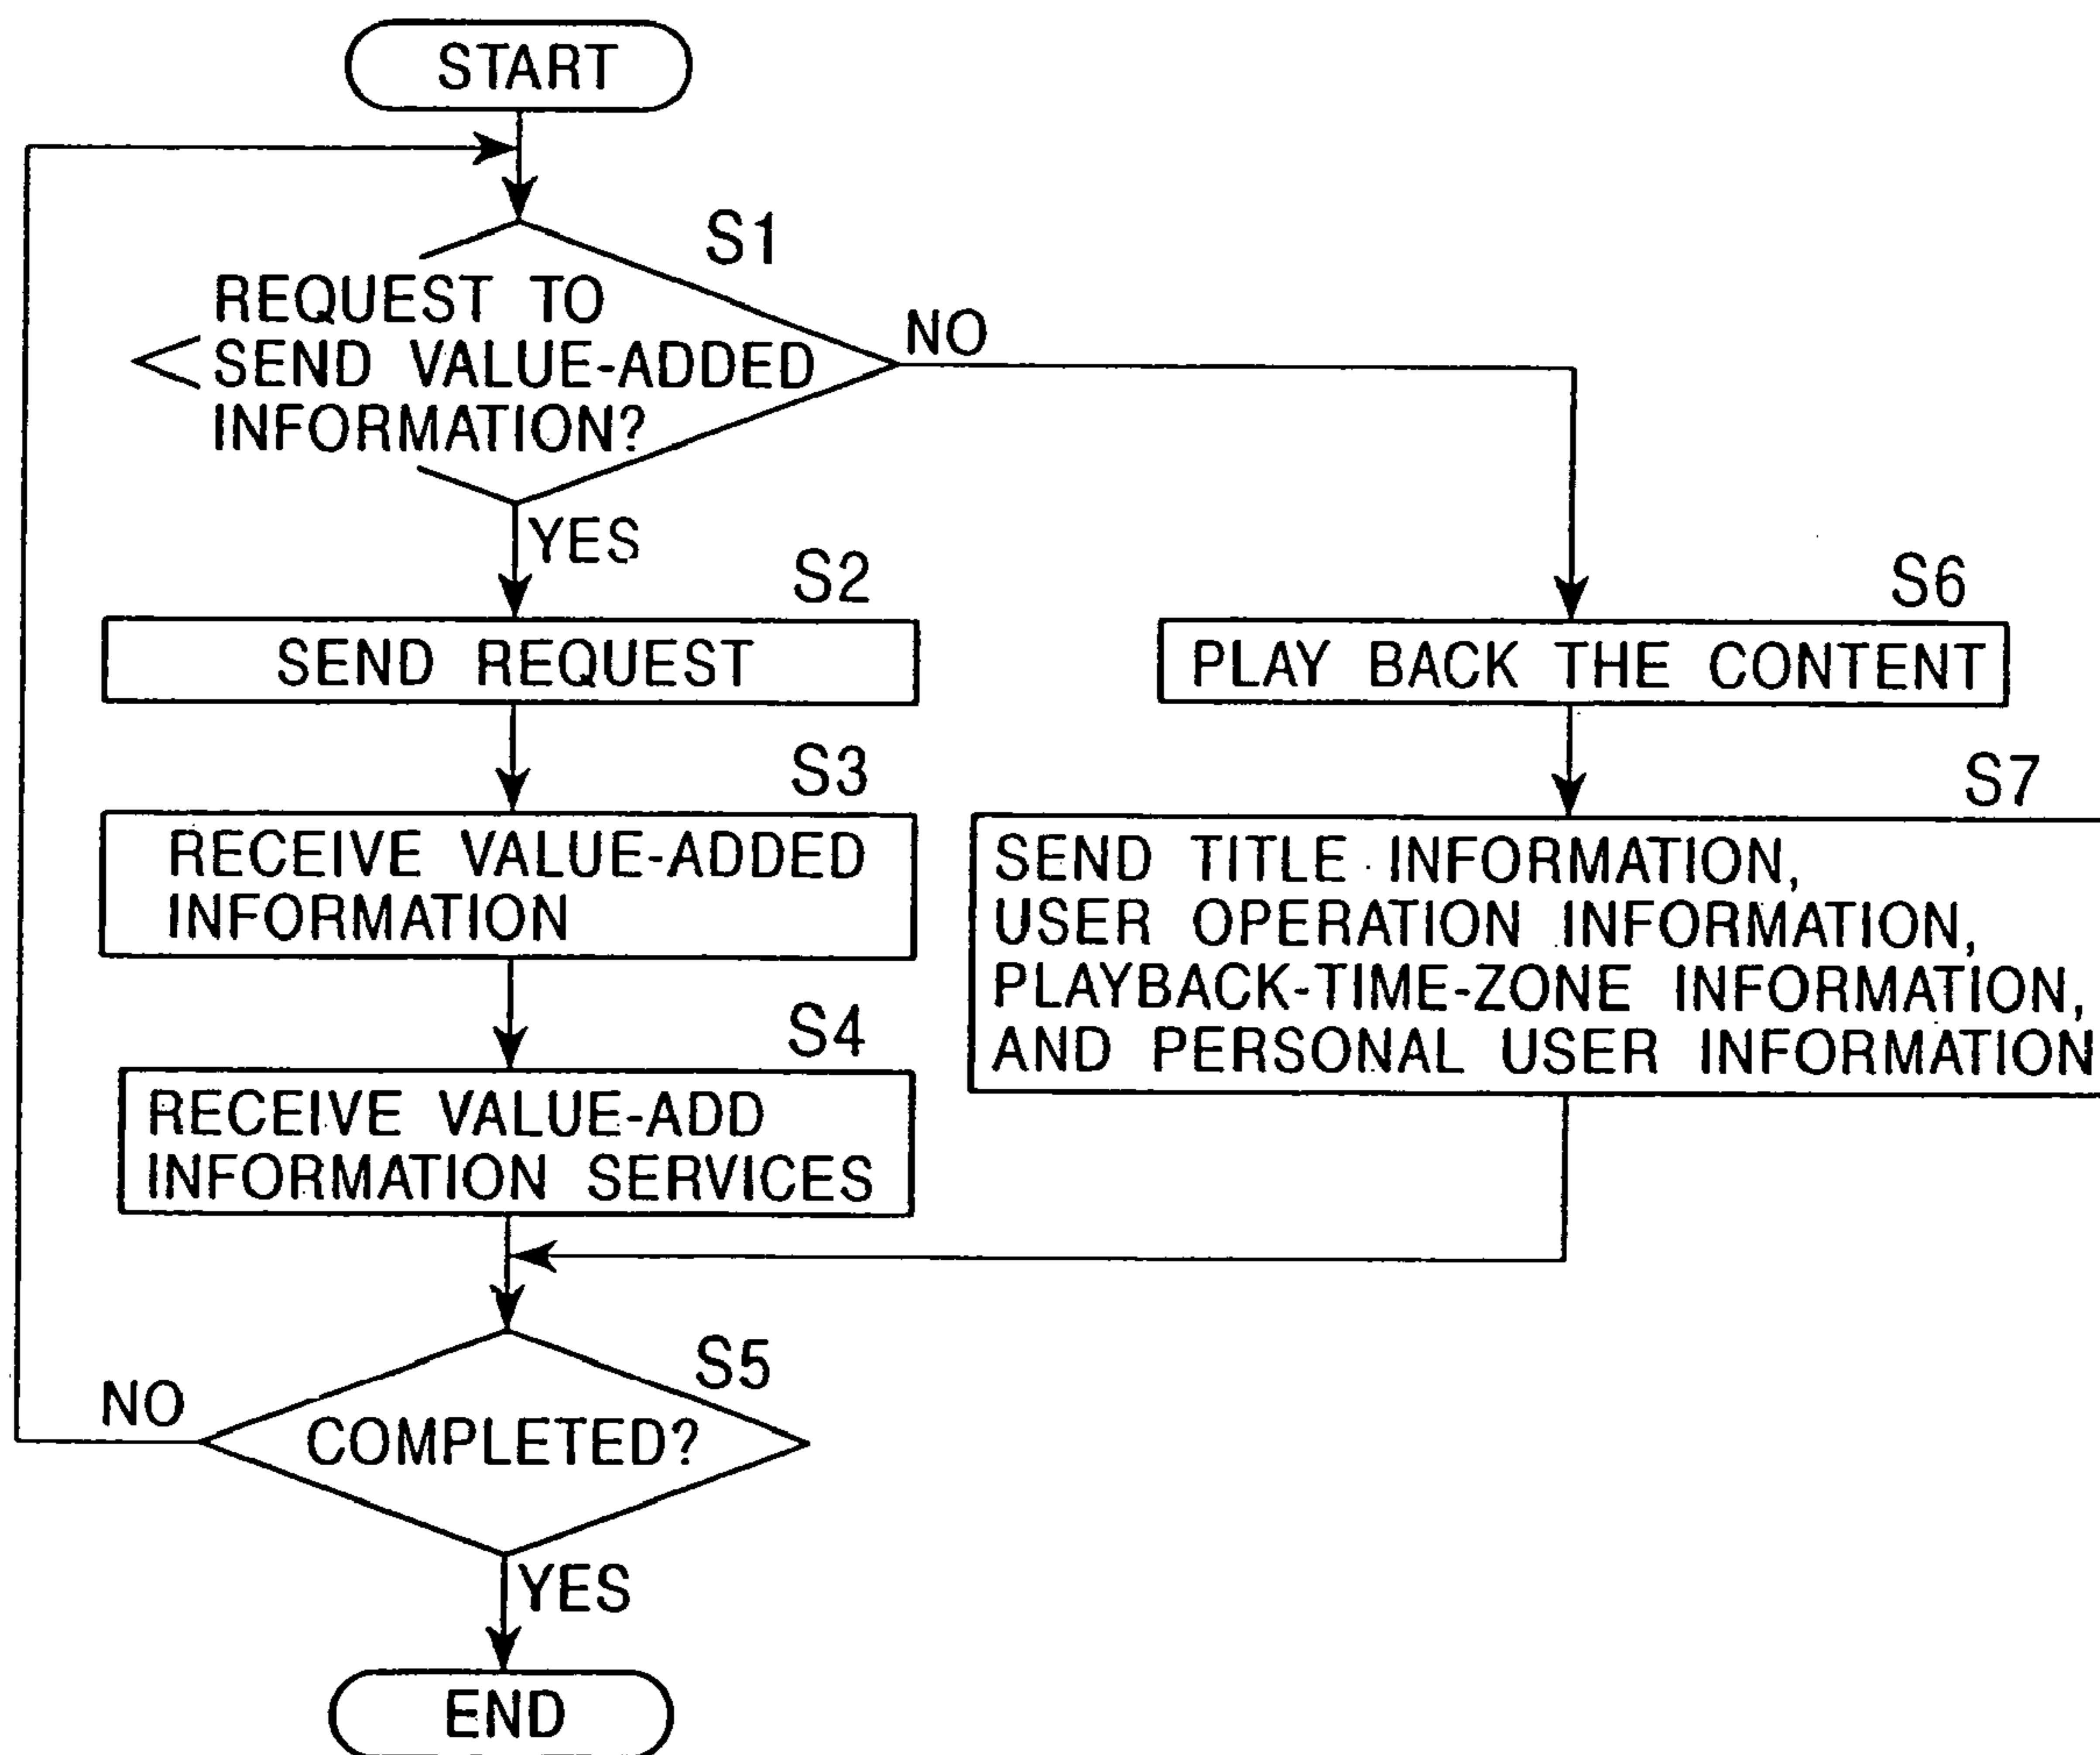 START
S1
REQUEST TO
SEND VALUE-ADDED
INFORMATION?
NO
YES
S2
SEND REQUEST
S6
PLAY BACK THE CONTENT
S3
RECEIVE VALUE-ADDED
INFORMATION
S7
SEND TITLE INFORMATION,
USER OPERATION INFORMATION,
PLAYBACK-TIME-ZONE INFORMATION,
AND PERSONAL USER INFORMATION
S4
RECEIVE VALUE-ADD
INFORMATION SERVICES
S5
NO
COMPLETED?
YES
END